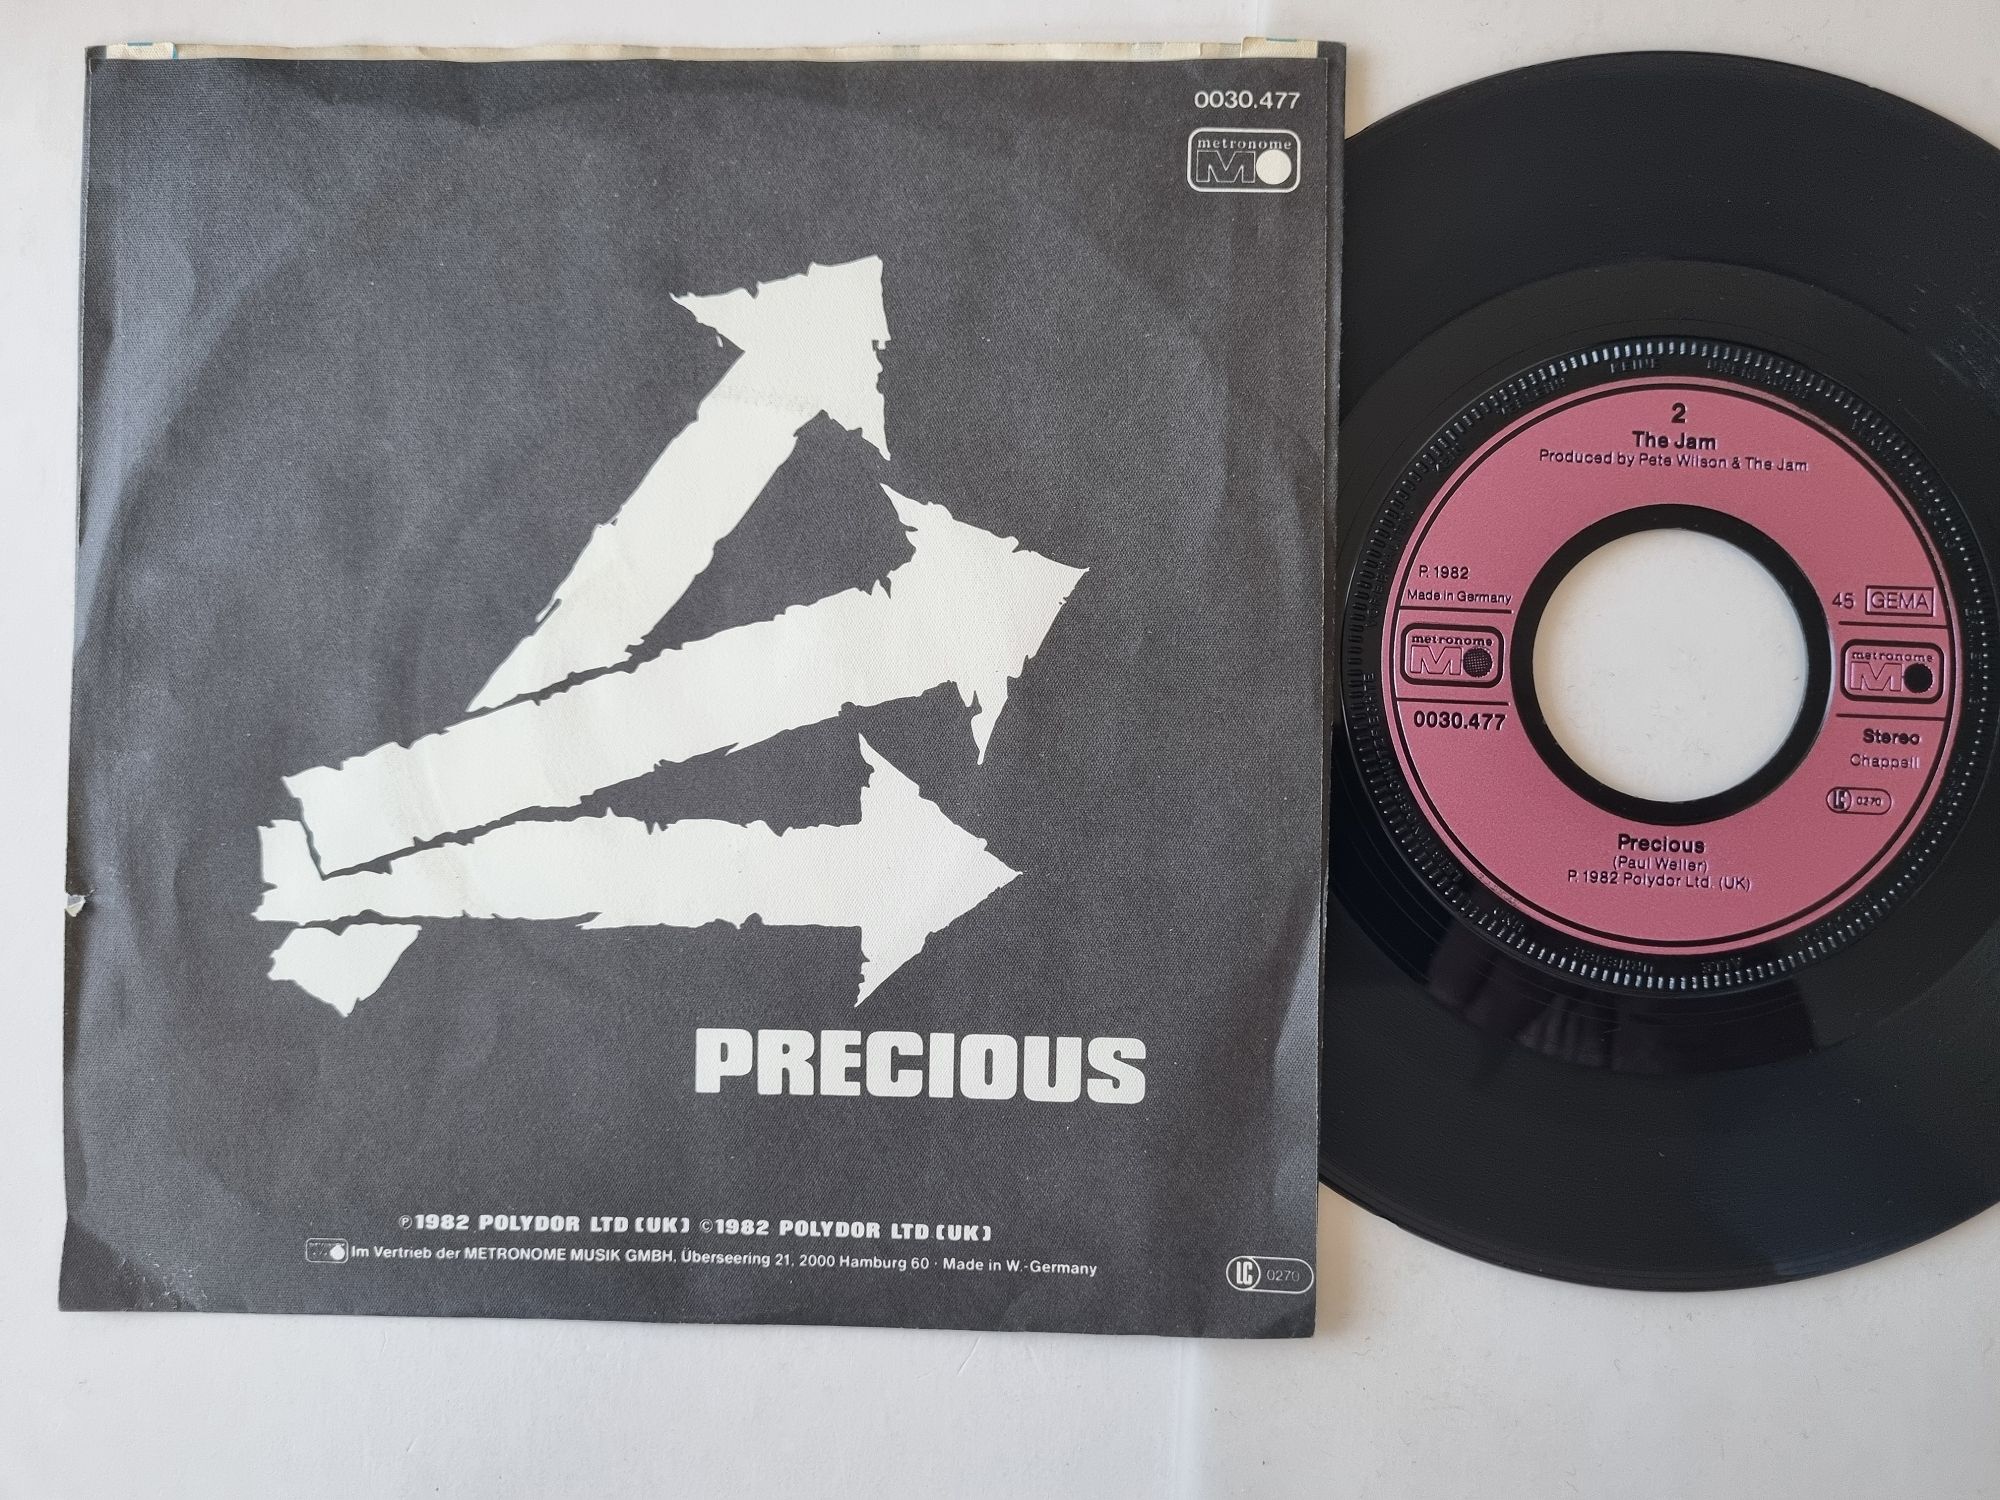 0030.477
metronome
M
PRECIOUS
℗1982 POLYDOR LTD (UK) ©1982 POLYDOR LTD (UK)
Im Vertrieb der METRONOME MUSIK GMBH, Überseering 21, 2000 Hamburg 60 · Made in W.-Germany
LC 0270
2
The Jam
Produced by Pete Wilson & The Jam
P. 1982
Made in Germany
metronome
M
0030.477
45 GEMA
metronome
M
Stereo
Chappell
LC 0270
Precious
(Paul Weller)
P. 1982 Polydor Ltd. (UK)